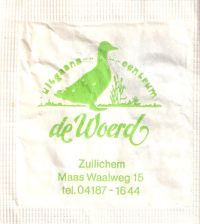 uitgaans centrum
de Woerd
Zuilichem
Maas Waalweg 15
tel. 04187 - 1644